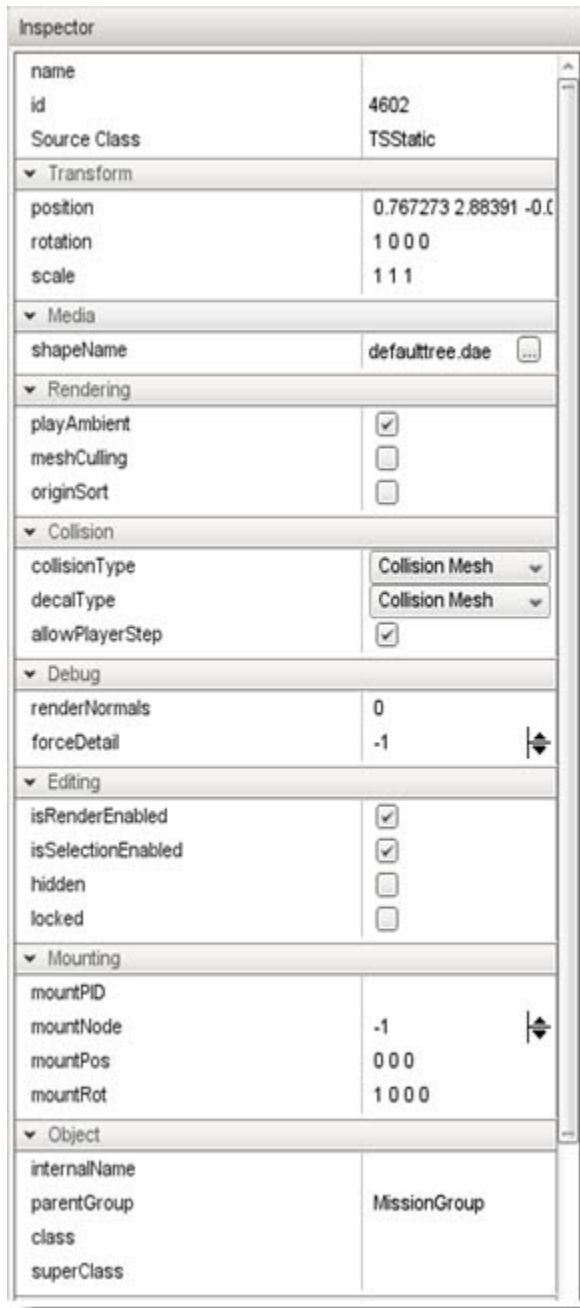 Inspector
name
id 4602
Source Class TSStatic
Transform
position 0.767273 2.88391 -0.0
rotation 1 0 0 0
scale 1 1 1
Media
shapeName defaulttree.dae ...
Rendering
playAmbient
meshCulling
originSort
Collision
collisionType Collision Mesh
decalType Collision Mesh
allowPlayerStep
Debug
renderNormals 0
forceDetail -1
Editing
isRenderEnabled
isSelectionEnabled
hidden
locked
Mounting
mountPID
mountNode -1
mountPos 0 0 0
mountRot 1 0 0 0
Object
internalName
parentGroup MissionGroup
class
superClass